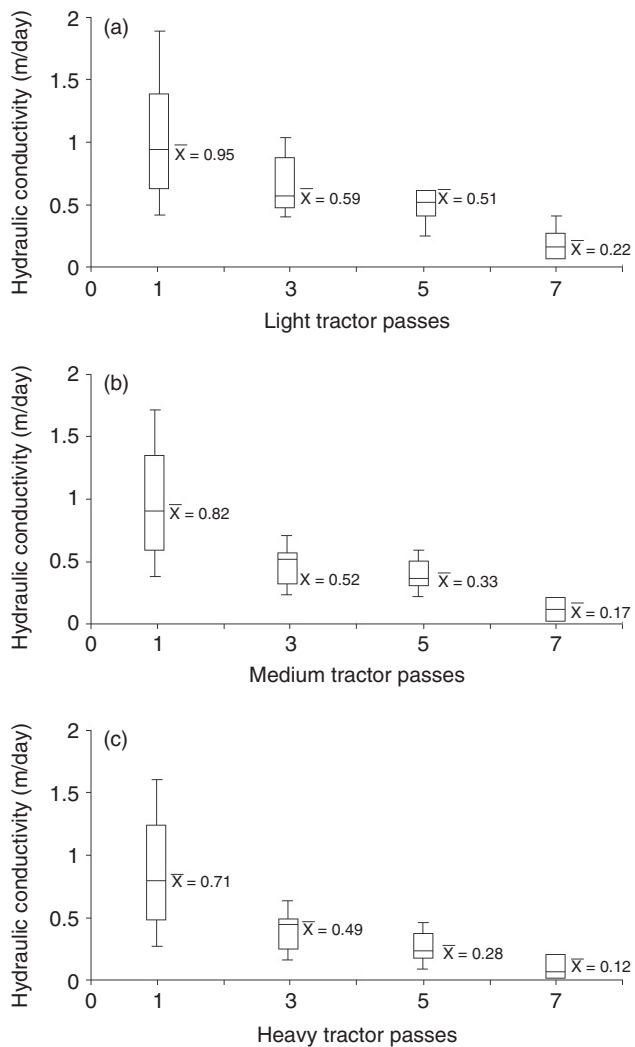 (a)
Hydraulic conductivity (m/day)
2
1.5
1
0.5
0
X̅ = 0.95
X̅ = 0.59
X̅ = 0.51
X̅ = 0.22
0 1 3 5 7
Light tractor passes
(b)
Hydraulic conductivity (m/day)
2
1.5
1
0.5
0
X̅ = 0.82
X = 0.52
X̅ = 0.33
X̅ = 0.17
0 1 3 5 7
Medium tractor passes
(c)
Hydraulic conductivity (m/day)
2
1.5
1
0.5
0
X̅ = 0.71
X̅ = 0.49
X̅ = 0.28
X̅ = 0.12
0 1 3 5 7
Heavy tractor passes